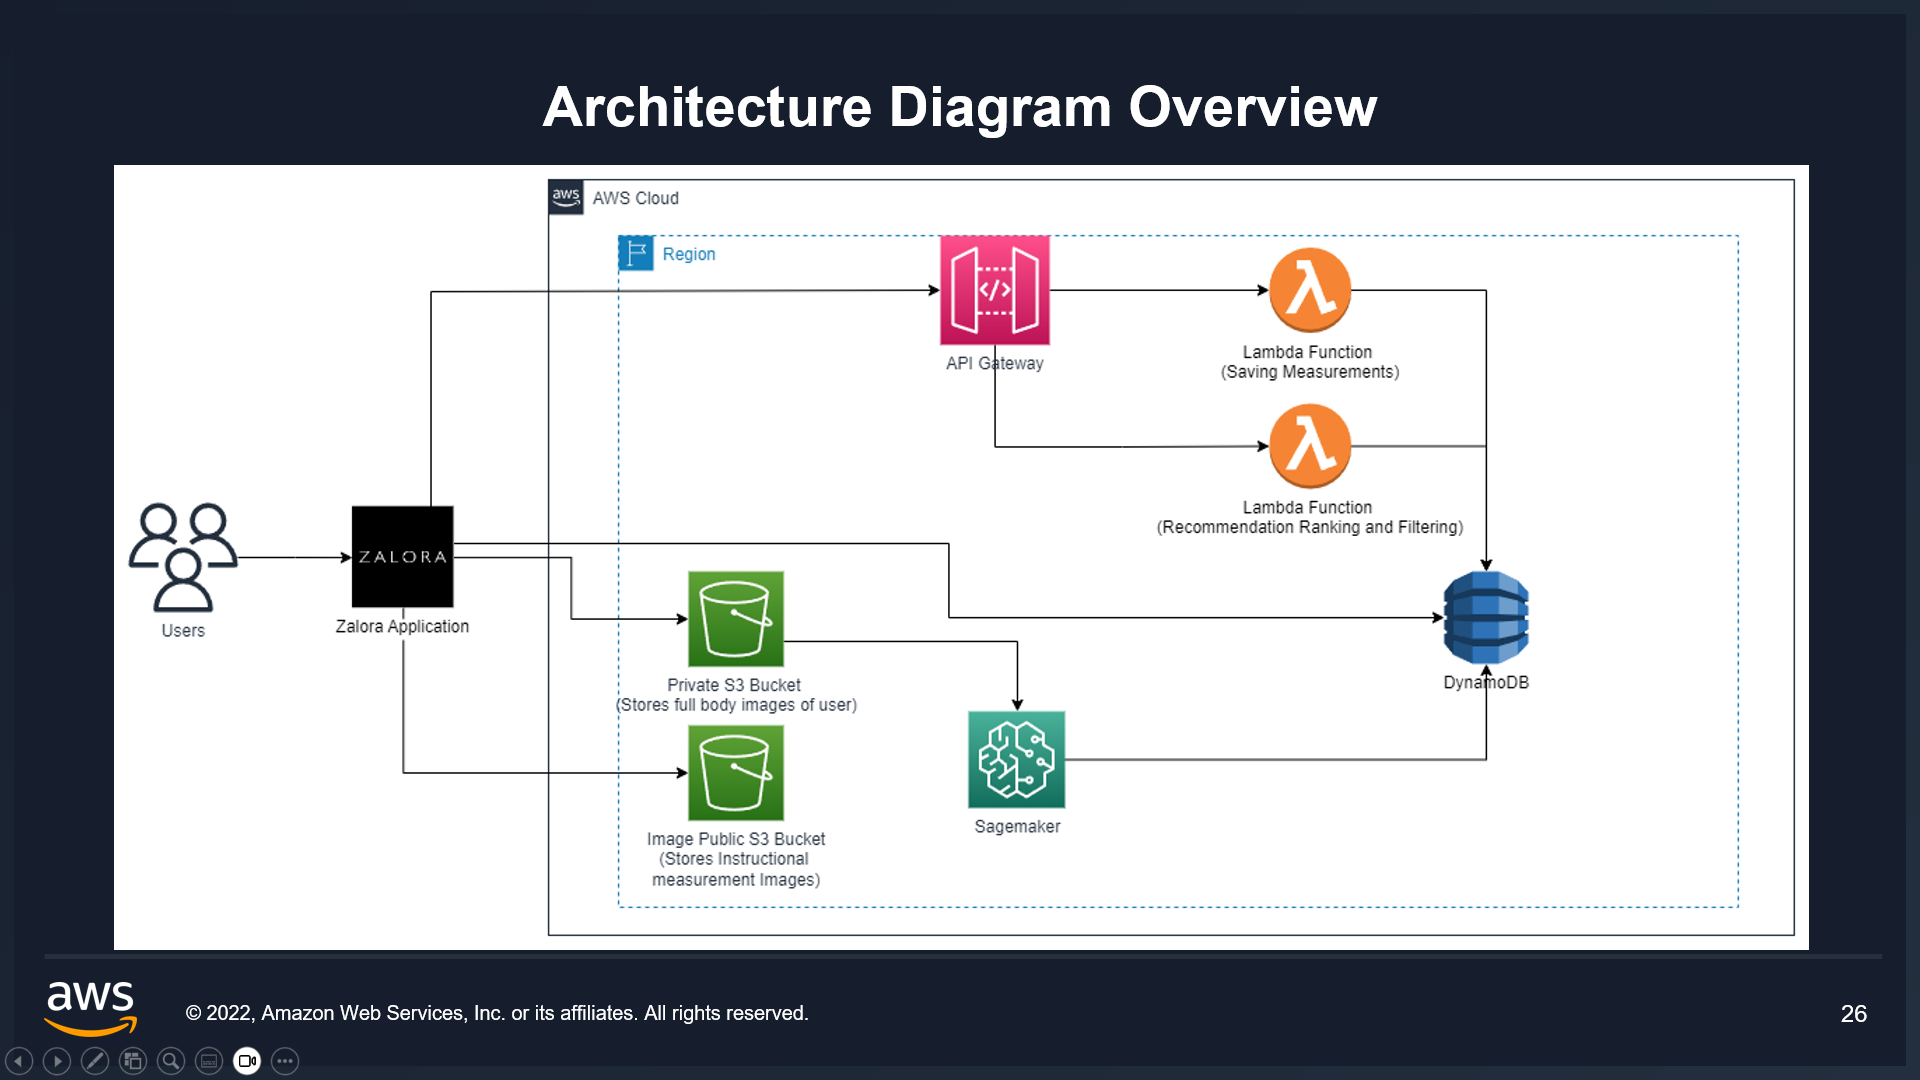 Architecture Diagram Overview
aws
AWS Cloud
Region
API Gateway
Lambda Function
(Saving Measurements)
Lambda Function
(Recommendation Ranking and Filtering)
Users
ZALORA
Zalora Application
Private S3 Bucket
(Stores full body images of user)
DynamoDB
Image Public S3 Bucket
(Stores Instructional
measurement Images)
Sagemaker
aws
© 2022, Amazon Web Services, Inc. or its affiliates. All rights reserved.
26